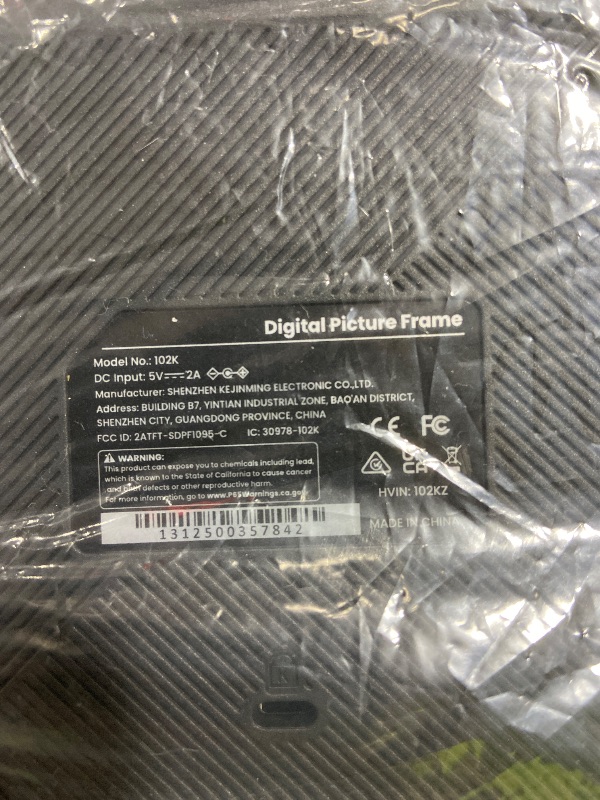 Digital Picture Frame
Model No.: 102K
DC Input: 5V⎓2A
Manufacturer: SHENZHEN KEJINMING ELECTRONIC CO.,LTD.
Address: BUILDING B7, YINTIAN INDUSTRIAL ZONE, BAO'AN DISTRICT,
SHENZHEN CITY, GUANGDONG PROVINCE, CHINA
FCC ID: 2ATFT-SDPF1095-C IC: 30978-102K
CE FC
⚠ WARNING:
This product can expose you to chemicals including lead,
which is known to the State of California to cause cancer
and birth defects or other reproductive harm.
For more information, go to www.P65Warnings.ca.gov
UK
CA
HVIN: 102KZ
1312500357842
MADE IN CHINA
K